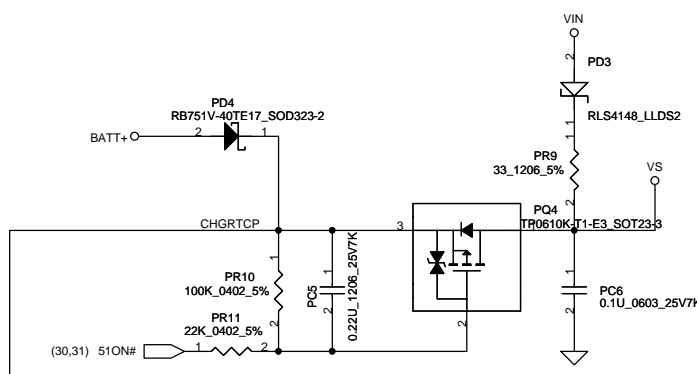 VIN
2
PD3
1
RLS4148_LLDS2
PD4
RB751V-40TE17_SOD323-2
BATT+
2
1
1
PR9
33_1206_5%
2
VS
CHGRTCP
3
PQ4
TP0610K-T1-E3_SOT23-3
1
PR10
100K_0402_5%
2
1
PC5
2
0.22U_1206_25V7K
1
PC6
0.1U_0603_25V7K
2
2
PR11
22K_0402_5%
(30,31)
51ON#
1
2